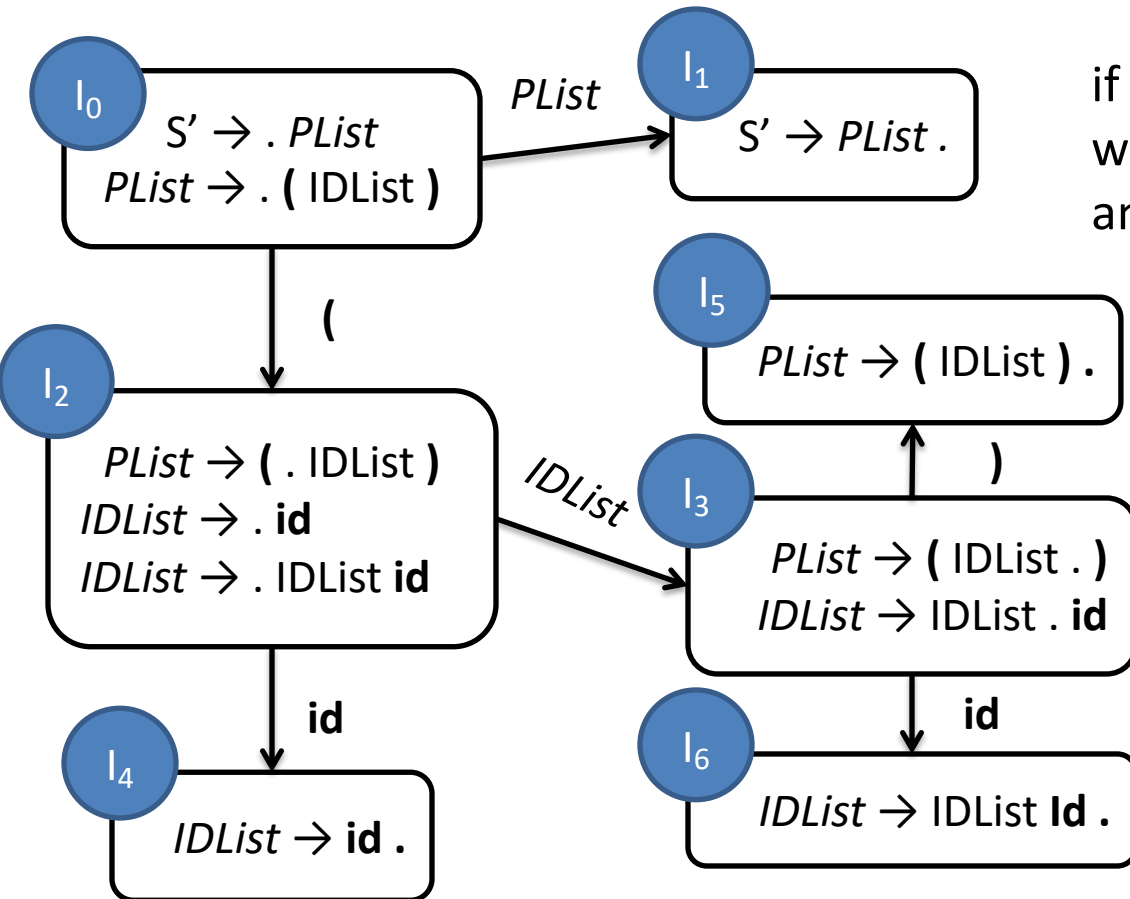 I0
S’ → . PList
PList → . ( IDList )
PList
I1
S’ → PList .
if
(
I5
PList → ( IDList ) .
I2
PList → ( . IDList )
IDList → . id
IDList → . IDList id
IDList
)
I3
PList → ( IDList . )
IDList → IDList . id
id
id
I4
IDList → id .
I6
IDList → IDList Id .